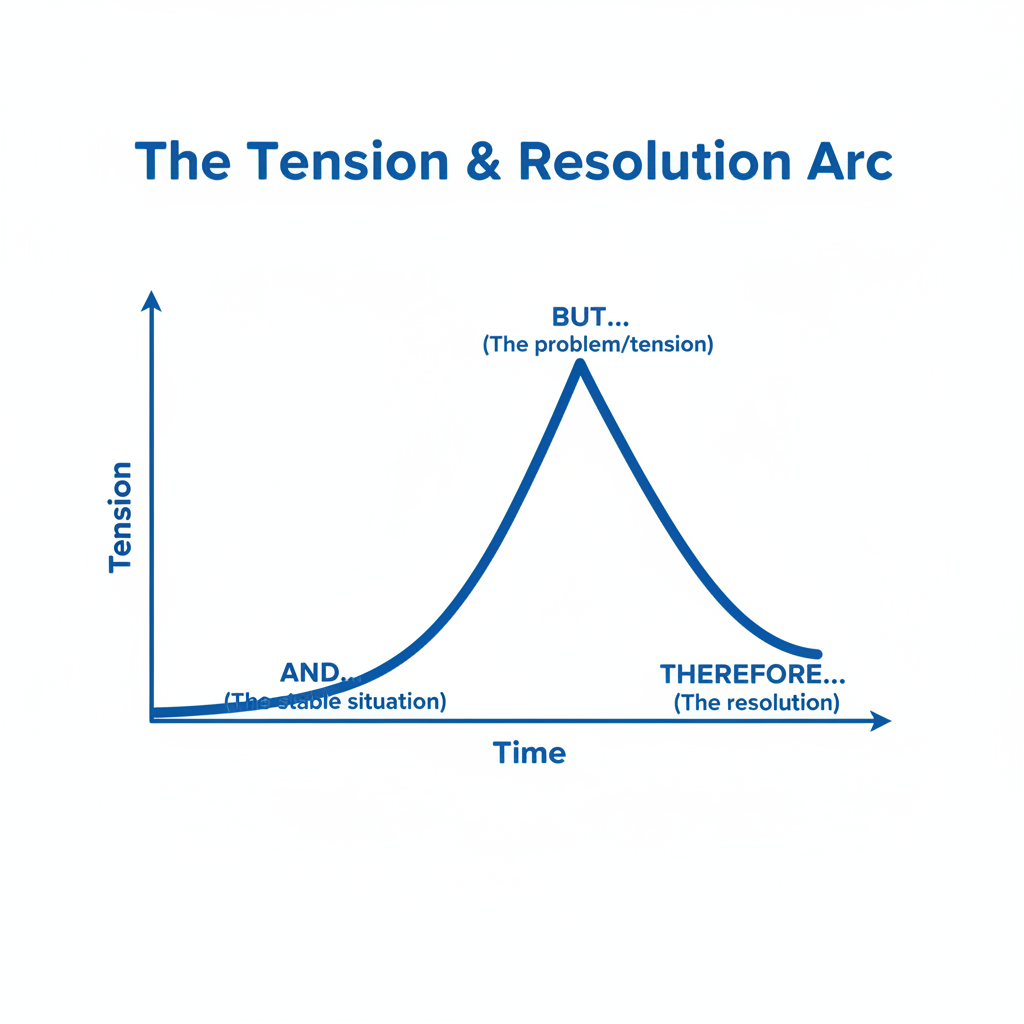 The Tension & Resolution Arc
BUT...
(The problem/tension)
Tension
AND...
(The stable situation)
THEREFORE...
(The resolution)
Time